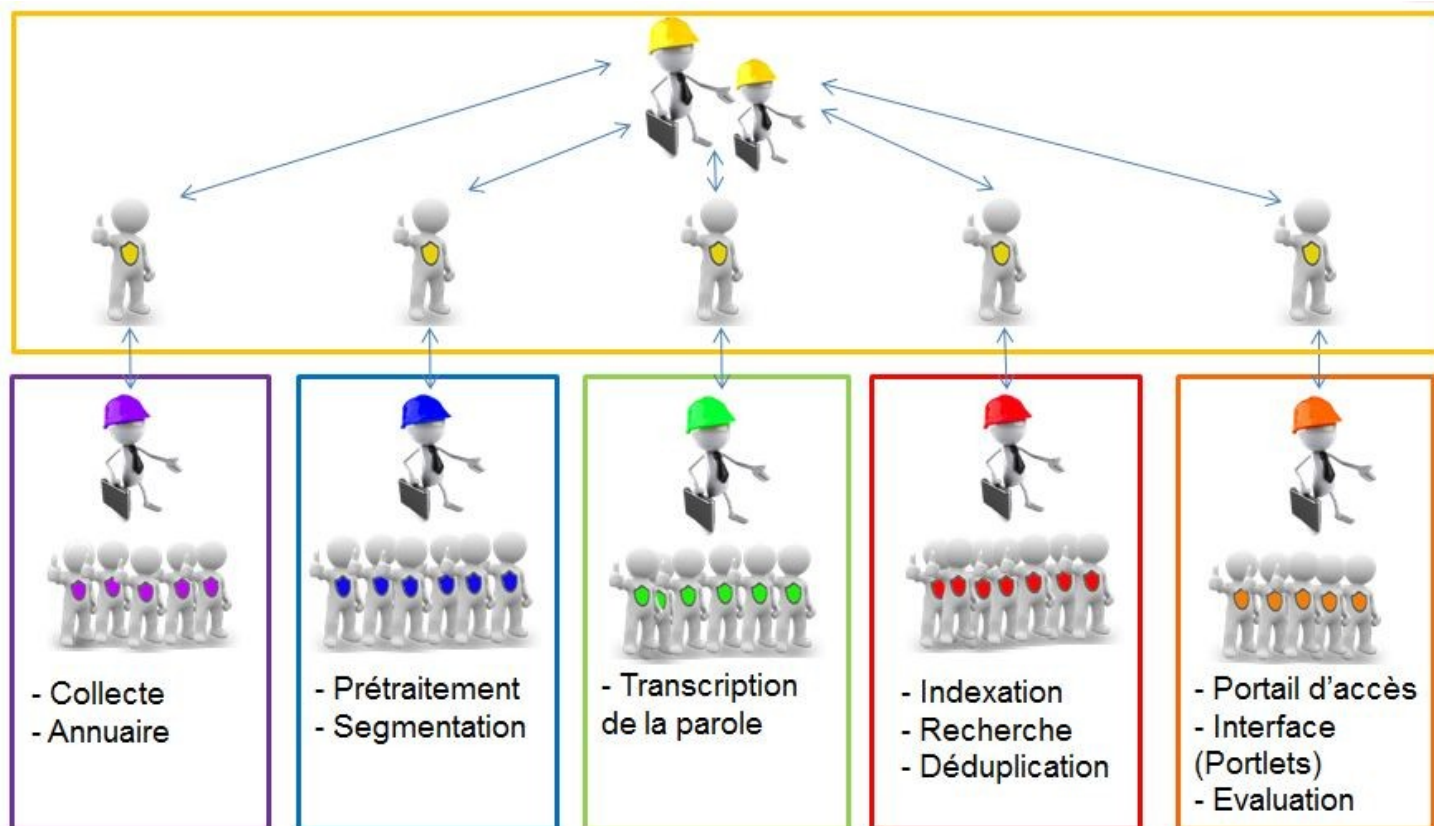 - Collecte
- Annuaire
- Prétraitement
- Segmentation
- Transcription
de la parole
- Indexation
- Recherche
- Déduplication
- Portail d’accès
- Interface
(Portlets)
- Evaluation